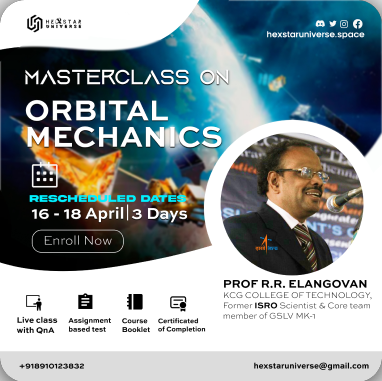 HEXSTAR
UNIVERSE
hexstaruniverse.space
MASTERCLASS ON
ORBITAL
MECHANICS
RESCHEDULED DATES
16 - 18 April|3 Days
Enroll Now
PROF R.R. ELANGOVAN
KCG COLLEGE OF TECHNOLOGY,
Former ISRO Scientist & Core team
member of GSLV MK-1
Live class
with QnA
Assignment
based test
Course
Booklet
Certificated
of Completion
+918910123832
hexstaruniverse@gmail.com